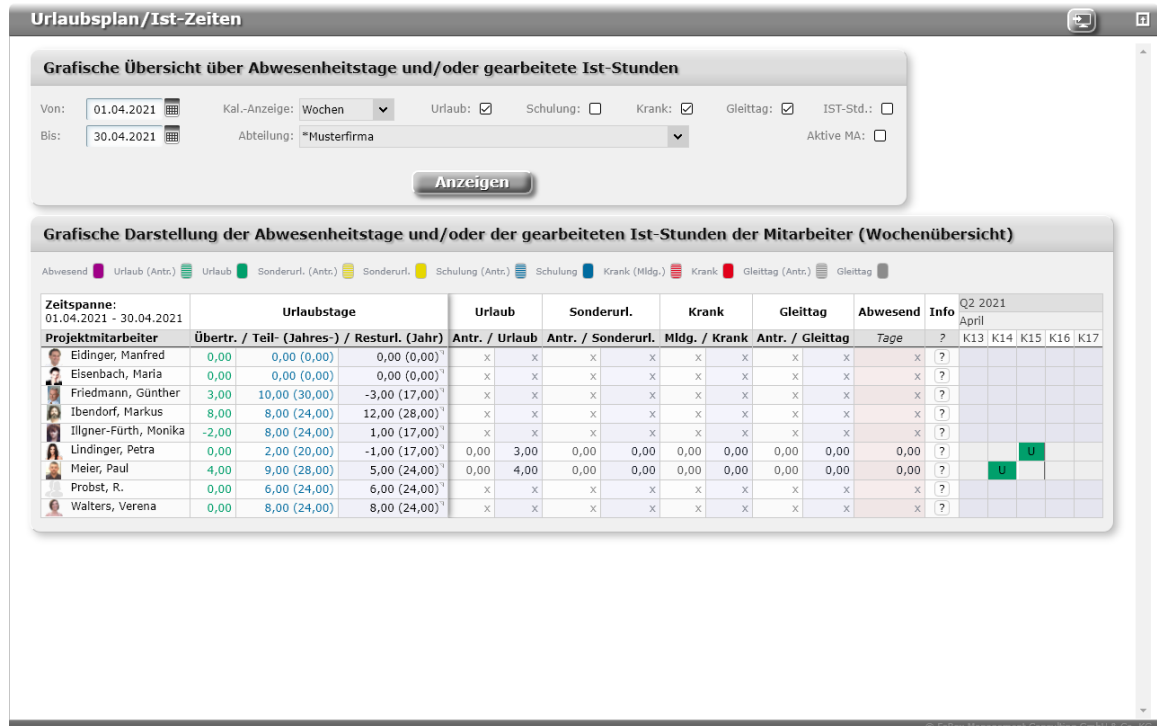 Urlaubsplan/Ist-Zeiten
Grafische Übersicht über Abwesenheitstage und/oder gearbeitete Ist-Stunden
Von: 01.04.2021 Kal.-Anzeige: Wochen Urlaub: Schulung: Krank: Gleittag: IST-Std.:
Bis: 30.04.2021 Abteilung: *Musterfirma Aktive MA:
Anzeigen
Grafische Darstellung der Abwesenheitstage und/oder der gearbeiteten Ist-Stunden der Mitarbeiter (Wochenübersicht)
Abwesend Urlaub (Antr.) Urlaub Sonderurl. (Antr.) Sonderurl. Schulung (Antr.) Schulung Krank (Mldg.) Krank Gleittag (Antr.) Gleittag
Zeitspanne: 01.04.2021 - 30.04.2021 Urlaubstage Urlaub Sonderurl. Krank Gleittag Abwesend Info Q2 2021
April
Projektmitarbeiter Übertr. / Teil- (Jahres-) / Resturl. (Jahr) Antr. / Urlaub Antr. / Sonderurl. Mldg. / Krank Antr. / Gleittag Tage ? K13 K14 K15 K16 K17
Eidinger, Manfred 0,00 0,00 (0,00) 0,00 (0,00) x x x x x x x x x ?
Eisenbach, Maria 0,00 0,00 (0,00) 0,00 (0,00) x x x x x x x x x ?
Friedmann, Günther 3,00 10,00 (30,00) -3,00 (17,00) x x x x x x x x x ?
Ibendorf, Markus 8,00 8,00 (24,00) 12,00 (28,00) x x x x x x x x x ?
Illgner-Fürth, Monika -2,00 8,00 (24,00) 1,00 (17,00) x x x x x x x x x ?
Lindinger, Petra 0,00 2,00 (20,00) -1,00 (17,00) 0,00 3,00 0,00 0,00 0,00 0,00 0,00 0,00 0,00 ? U
Meier, Paul 4,00 9,00 (28,00) 5,00 (24,00) 0,00 4,00 0,00 0,00 0,00 0,00 0,00 0,00 0,00 ? U
Probst, R. 0,00 6,00 (24,00) 6,00 (24,00) x x x x x x x x x ?
Walters, Verena 0,00 8,00 (24,00) 8,00 (24,00) x x x x x x x x x ?